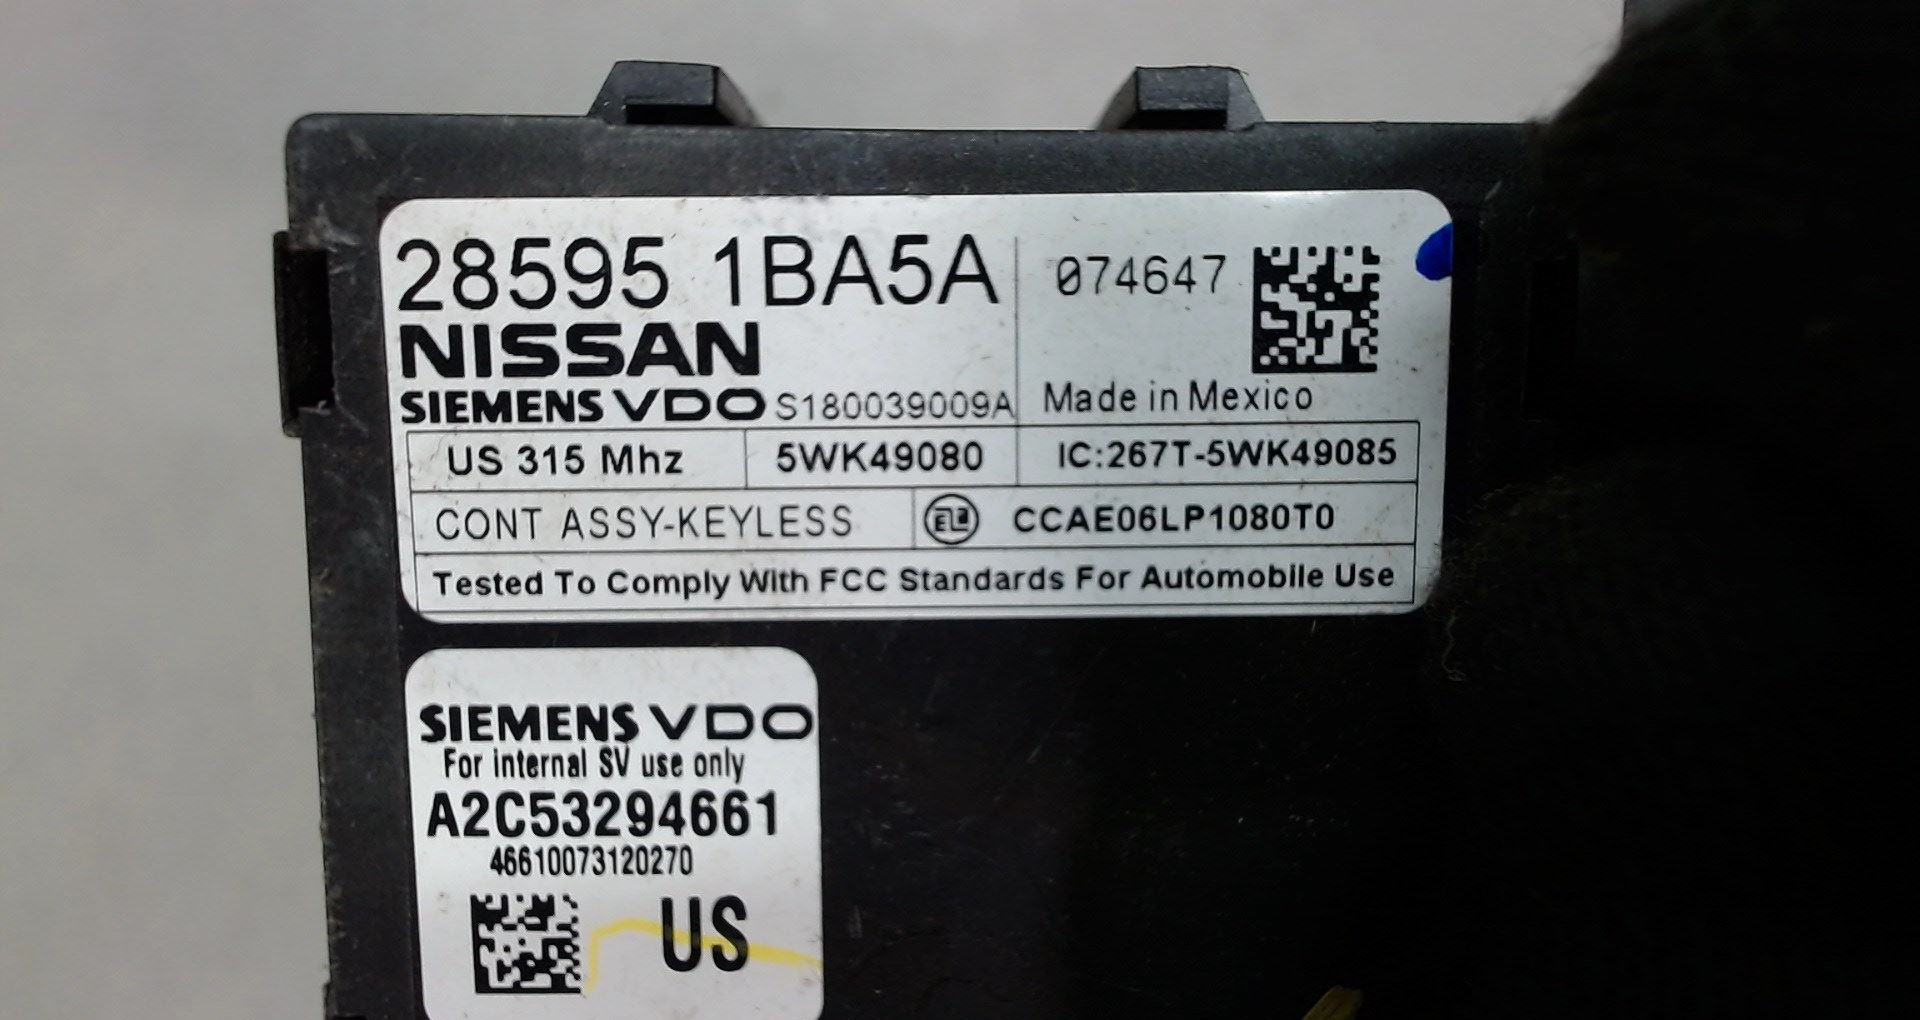 28595 1BA5A
074647
NISSAN
SIEMENS VDO S180039009A
Made in Mexico
US 315 Mhz
5WK49080
IC:267T-5WK49085
CONT ASSY-KEYLESS
CCAE06LP1080T0
Tested To Comply With FCC Standards For Automobile Use
SIEMENS VDO
For internal SV use only
A2C53294661
46610073120270
US